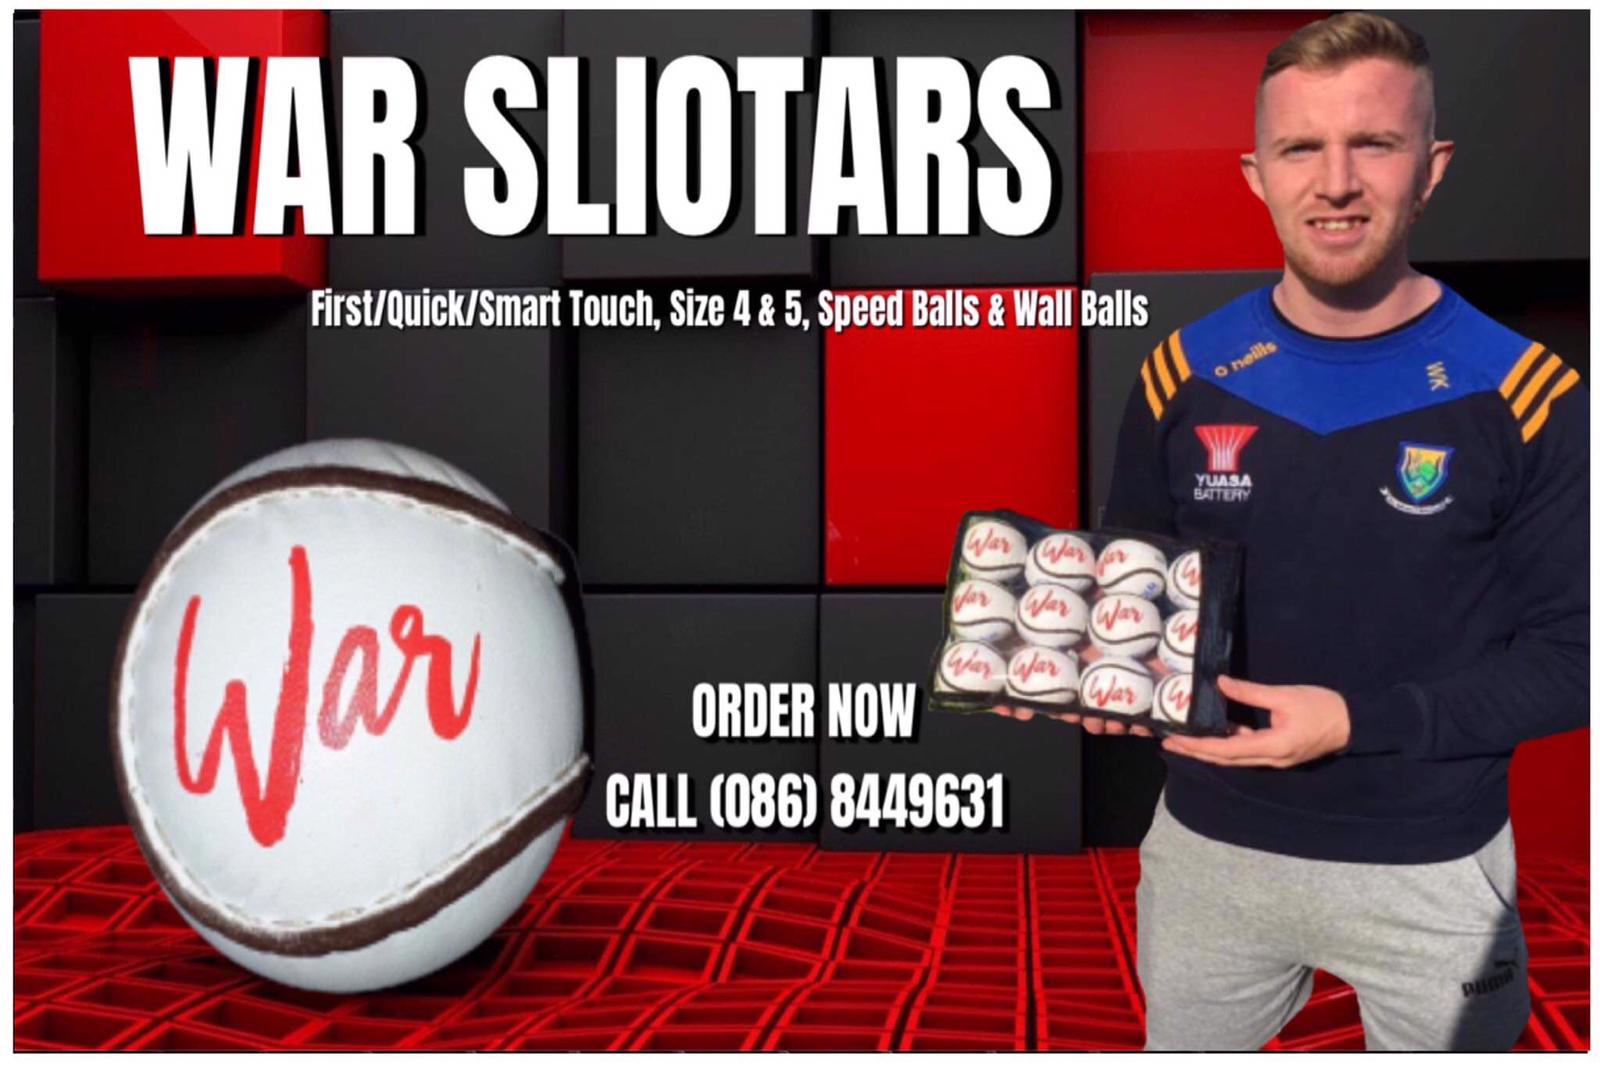 WAR SLIOTARS
First/Quick/Smart Touch, Size 4 & 5, Speed Balls & Wall Balls
o'neills
WK
YUASA
BATTERY
War
War War War
War War War
War War War
ORDER NOW
CALL (086) 8449631
PUMA